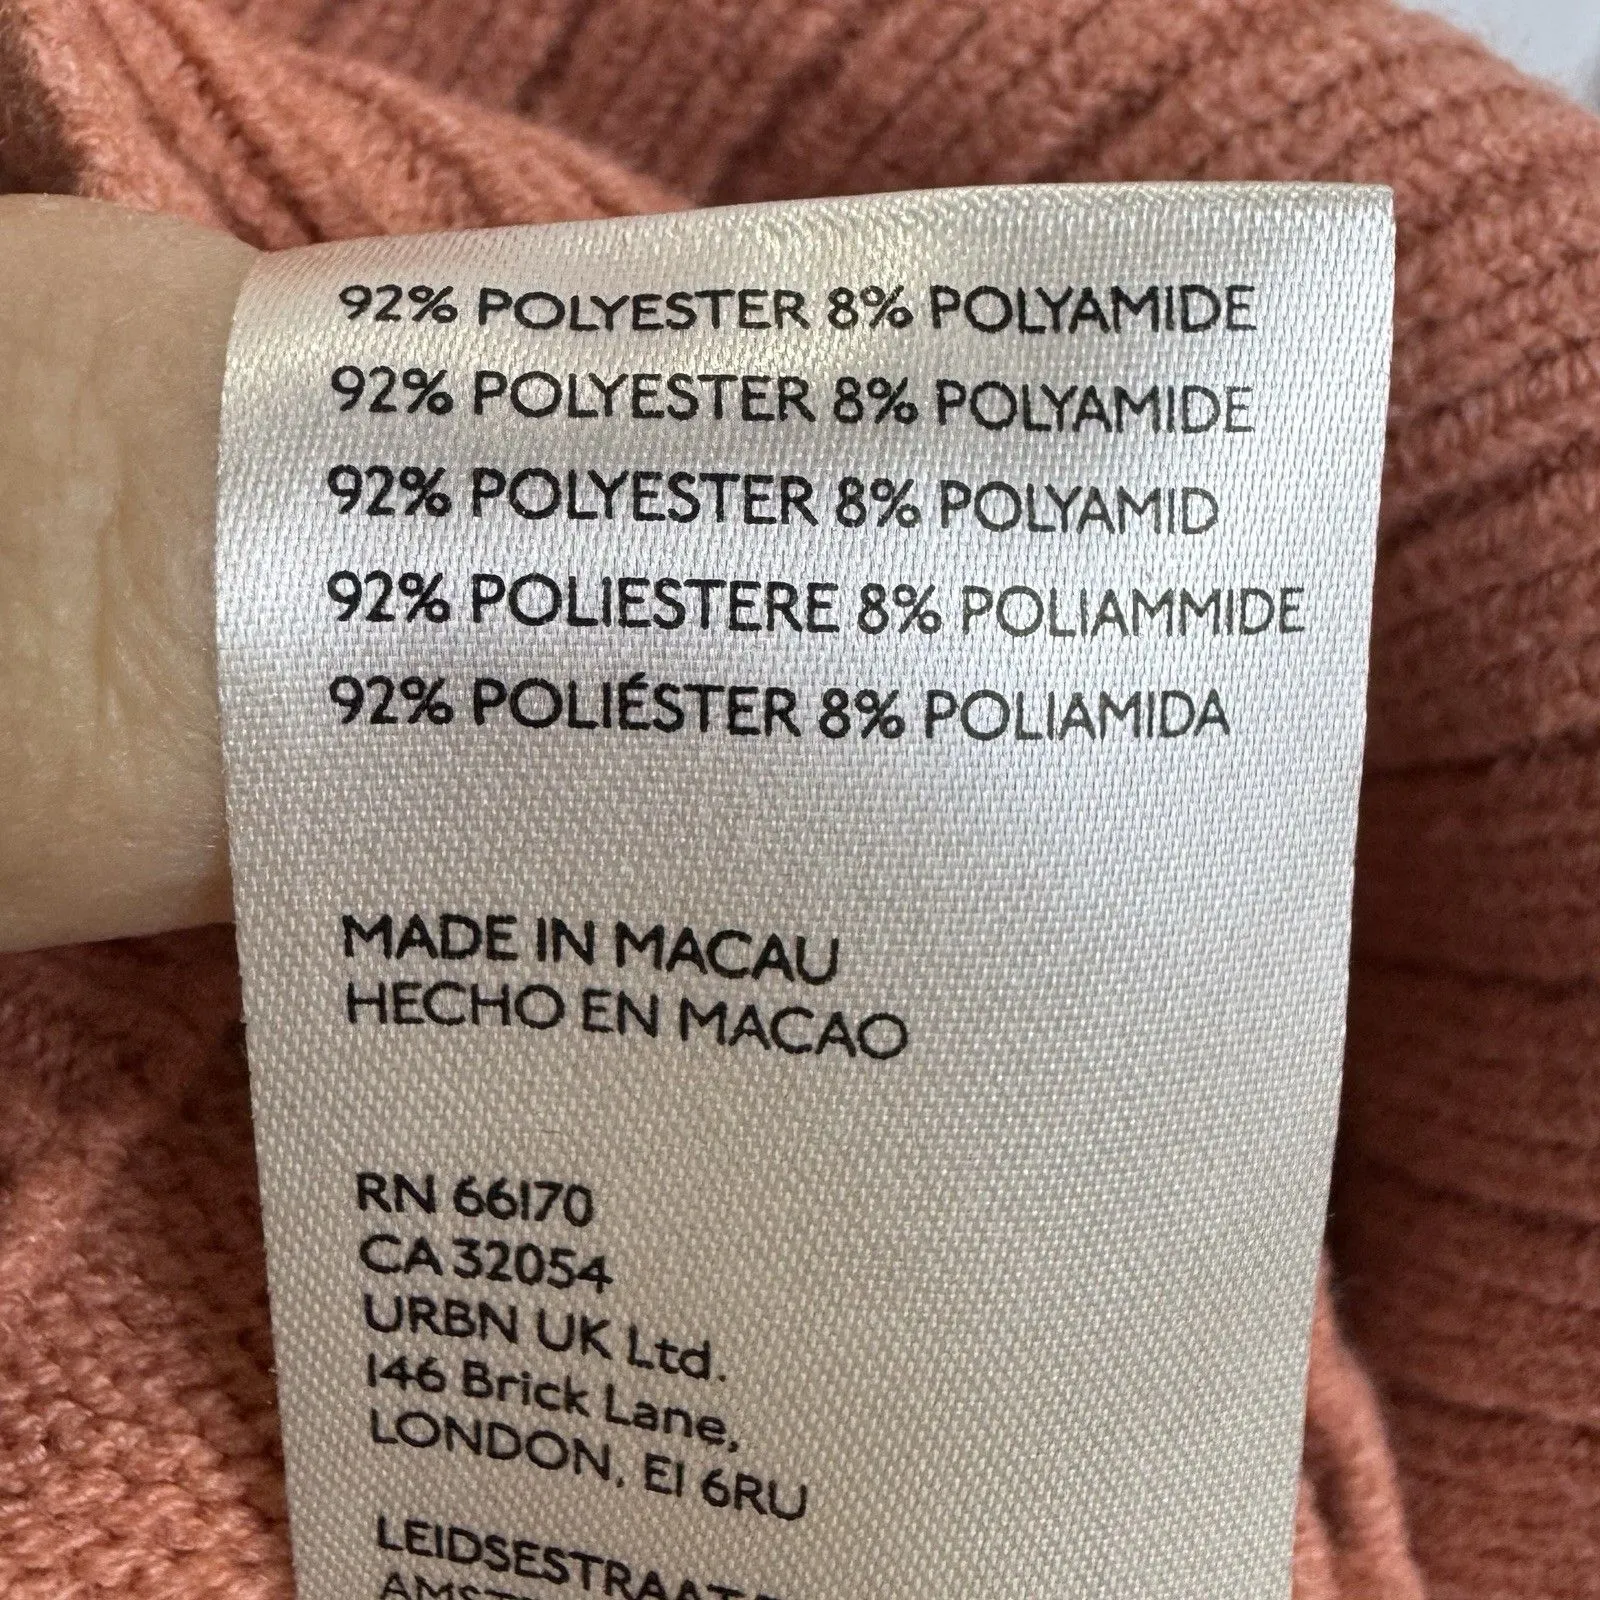 92% POLYESTER 8% POLYAMIDE
92% POLYESTER 8% POLYAMIDE
92% POLYESTER 8% POLYAMID
92% POLIESTERE 8% POLIAMMIDE
92% POLIÉSTER 8% POLIAMIDA
MADE IN MACAU
HECHO EN MACAO
RN 66170
CA 32054
URBN UK Ltd.
146 Brick Lane,
LONDON, E1 6RU